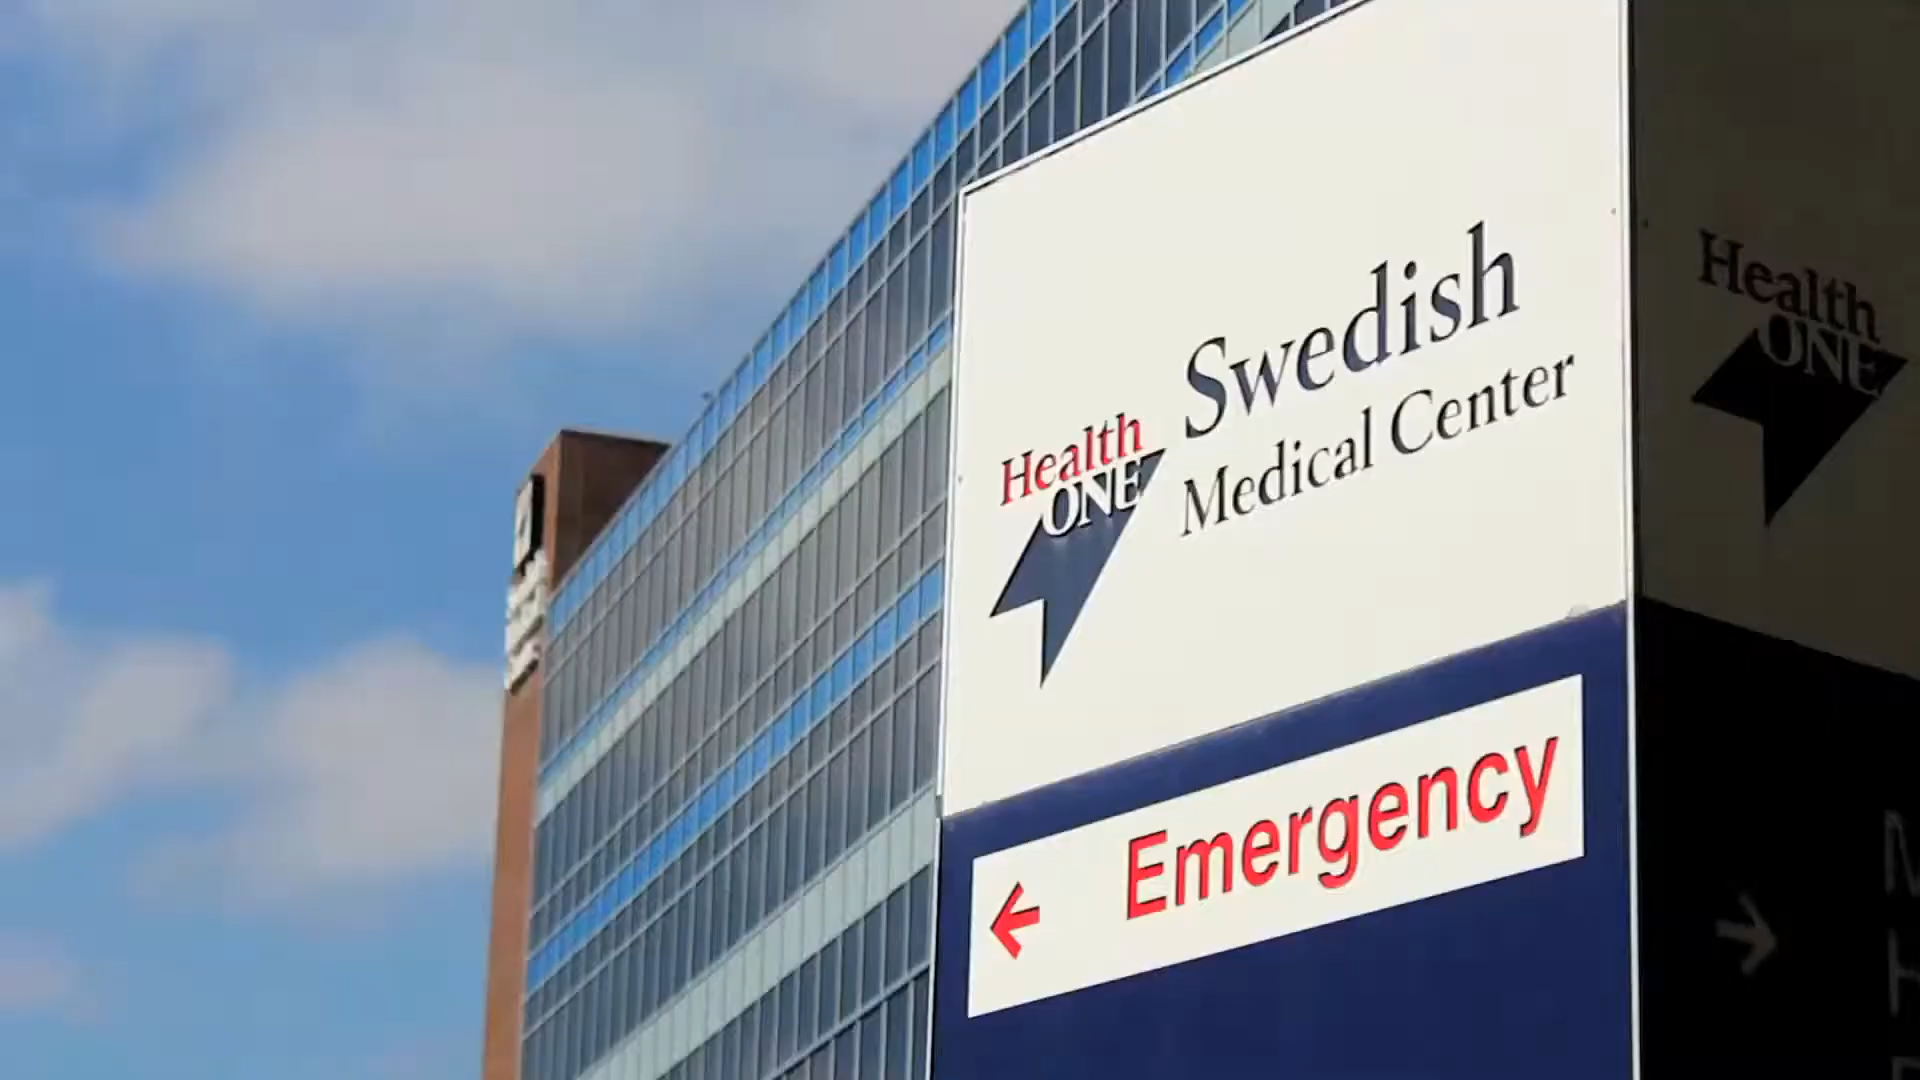 Swedish
Medical Center
Health
ONE
Emergency
Health
ONE